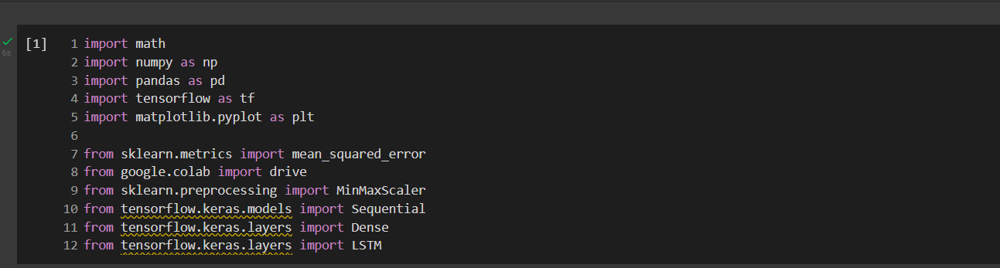 [1] 1 import math
2 import numpy as np
3 import pandas as pd
4 import tensorflow as tf
5 import matplotlib.pyplot as plt
6
7 from sklearn.metrics import mean_squared_error
8 from google.colab import drive
9 from sklearn.preprocessing import MinMaxScaler
10 from tensorflow.keras.models import Sequential
11 from tensorflow.keras.layers import Dense
12 from tensorflow.keras.layers import LSTM
6s